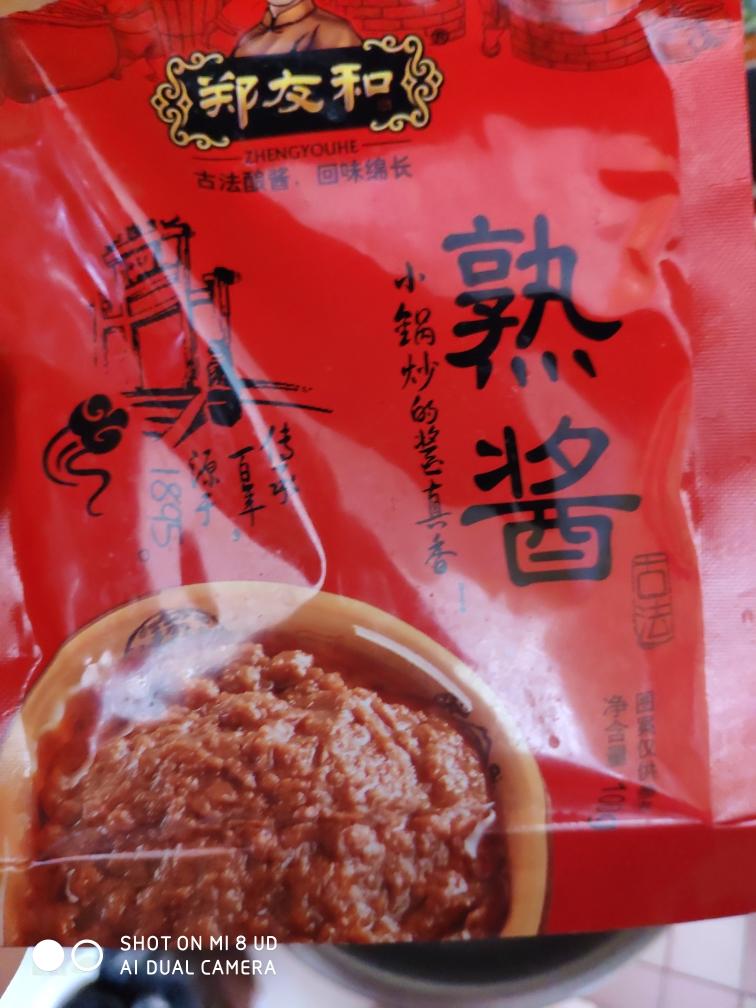 郑友和
®
ZHENGYOUHE
古法酿酱，回味绵长
熟酱
小锅炒的酱真香！
传承
百年，
源于
1895。
古法
净含量
SHOT ON MI 8 UD
AI DUAL CAMERA